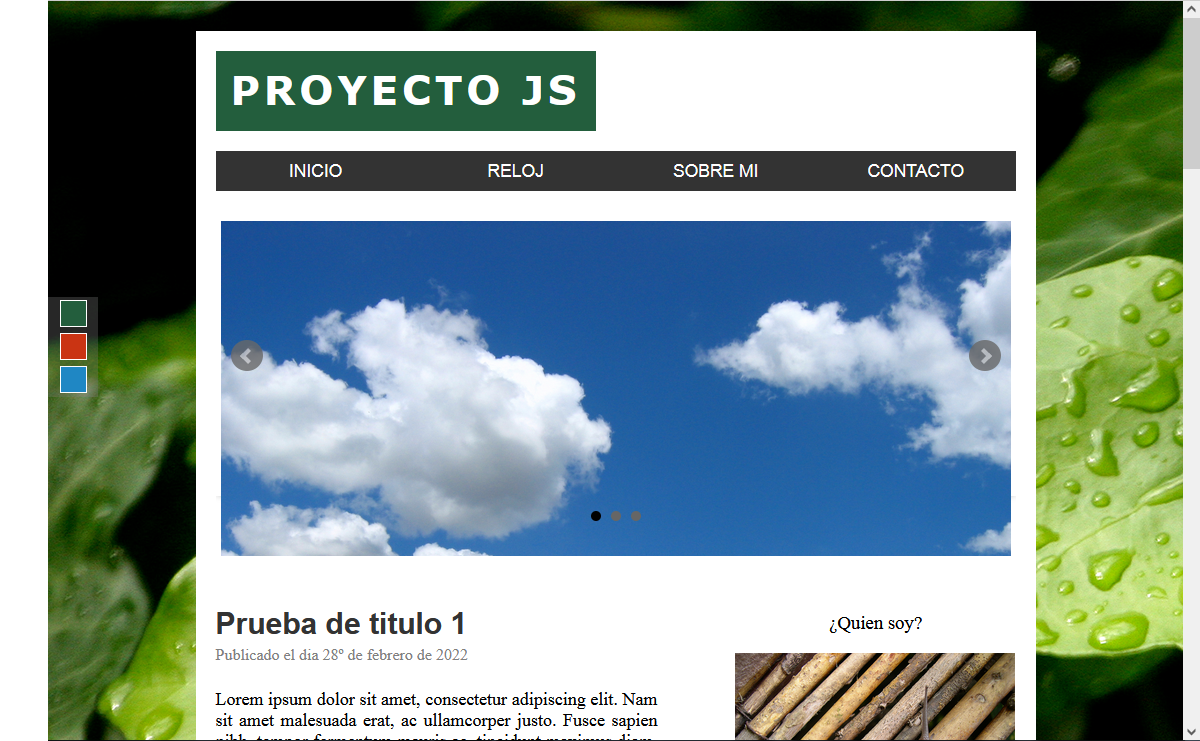 PROYECTO JS
INICIO RELOJ SOBRE MI CONTACTO
Prueba de titulo 1
Publicado el dia 28º de febrero de 2022
Lorem ipsum dolor sit amet, consectetur adipiscing elit. Nam
sit amet malesuada erat, ac ullamcorper justo. Fusce sapien
¿Quien soy?